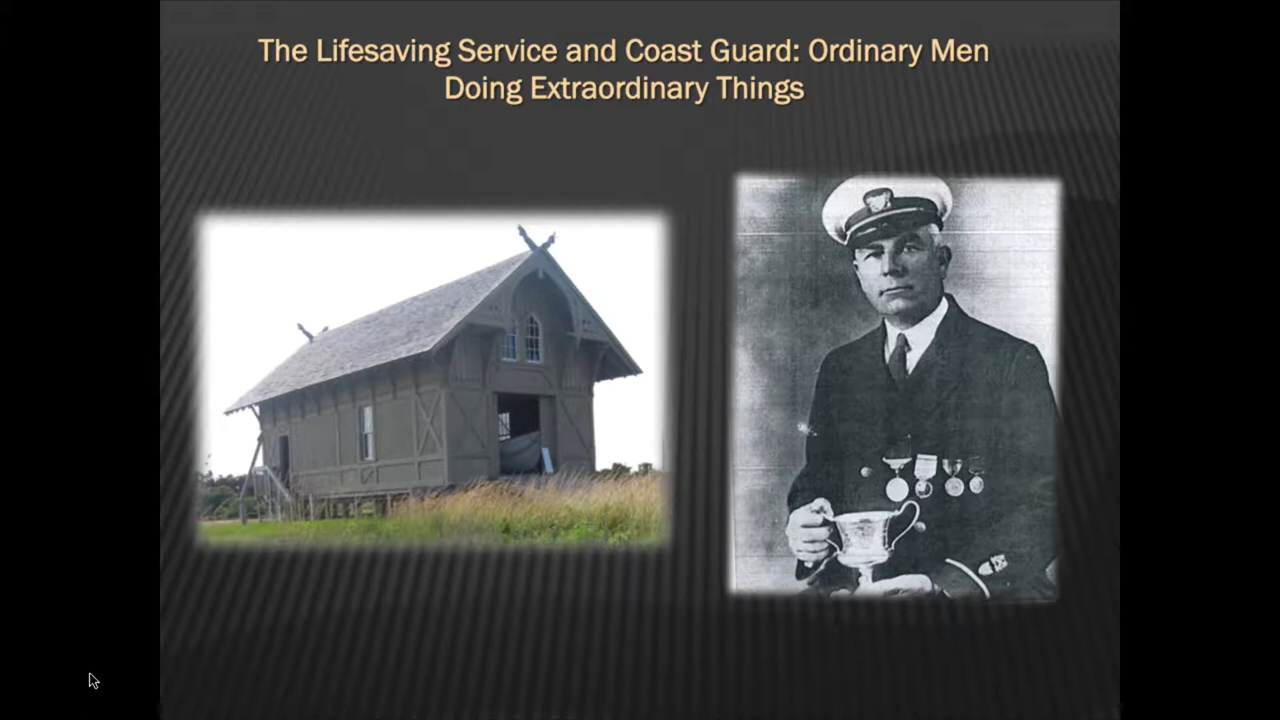 The Lifesaving Service and Coast Guard: Ordinary Men
Doing Extraordinary Things